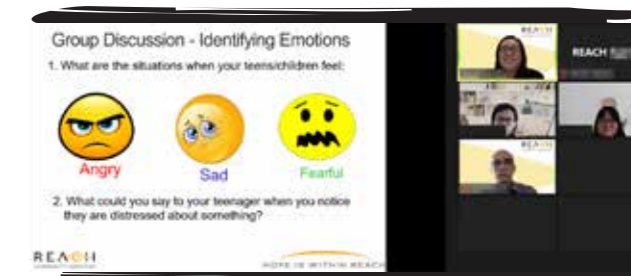 Group Discussion - Identifying Emotions
1. What are the situations when your teens/children feel:
Angry
Sad
Fearful
2. What could you say to your teenager when you notice
they are distressed about something?
REACH
HOPE IS WITHIN REACH
REACH
REACH
REACH